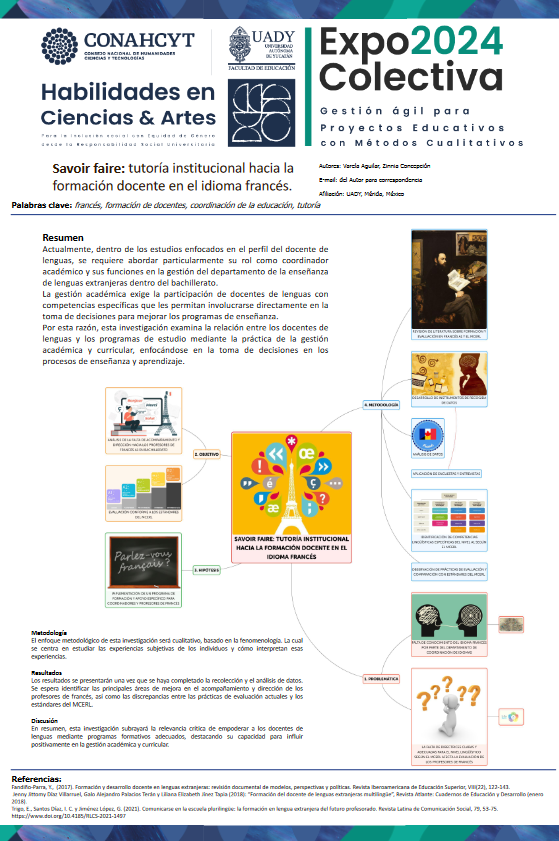 CONAHCYT
CONSEJO NACIONAL DE HUMANIDADES
CIENCIAS Y TECNOLOGÍAS
UADY
UNIVERSIDAD
AUTÓNOMA
DE YUCATÁN
FACULTAD DE EDUCACIÓN
Habilidades en
Ciencias & Artes
Para la inclusión social con Equidad de Género
desde la Responsabilidad Social Universitaria
Expo2024
Colectiva
Gestión ágil para
Proyectos Educativos
con Métodos Cualitativos
Savoir faire: tutoría institucional hacia la
formación docente en el idioma francés.
Autores: Varela Aguilar, Zinnia Concepción
E-mail: del Autor para correspondencia
Afiliación: UADY, Mérida, México
Palabras clave: francés, formación de docentes, coordinación de la educación, tutoría
Resumen
Actualmente, dentro de los estudios enfocados en el perfil del docente de
lenguas, se requiere abordar particularmente su rol como coordinador
académico y sus funciones en la gestión del departamento de la enseñanza
de lenguas extranjeras dentro del bachillerato.
La gestión académica exige la participación de docentes de lenguas con
competencias específicas que les permitan involucrarse directamente en la
toma de decisiones para mejorar los programas de enseñanza.
Por esta razón, esta investigación examina la relación entre los docentes de
lenguas y los programas de estudio mediante la práctica de la gestión
académica y curricular, enfocándose en la toma de decisiones en los
procesos de enseñanza y aprendizaje.
REVISIÓN DE LITERATURA SOBRE FORMACIÓN Y
EVALUACIÓN EN FRANCÉS ALF Y EL MCERL
DESARROLLO DE INSTRUMENTOS DE RECOLECCIÓN
DE DATOS
4. METODOLOGÍA
ANÁLISIS DE DATOS
APLICACIÓN DE ENCUESTAS Y ENTREVISTAS
IDENTIFICACIÓN DE COMPETENCIAS
LINGÜÍSTICAS ESPECÍFICAS DEL NIVEL A2 SEGÚN
EL MCERL
OBSERVACIÓN DE PRÁCTICAS DE EVALUACIÓN Y
COMPARACIÓN CON ESTÁNDARES DEL MCERL
Bonjour
Merci
ANÁLISIS DE LA FALTA DE ACOMPAÑAMIENTO Y
DIRECCIÓN HACIA LOS PROFESORES DE
FRANCÉS ALF EN BACHILLERATO
2. OBJETIVO
EVALUACIÓN CONFORME A LOS ESTÁNDARES
DEL MCERL
3. HIPÓTESIS
Parlez-vous
français?
IMPLEMENTACIÓN DE UN PROGRAMA DE
FORMACIÓN Y APOYO ESPECÍFICO PARA
COORDINADORES Y PROFESORES DE FRANCÉS
SAVOIR FAIRE: TUTORÍA INSTITUCIONAL
HACIA LA FORMACIÓN DOCENTE EN EL
IDIOMA FRANCÉS
1. PROBLEMÁTICA
FALTA DE CONOCIMIENTO DEL IDIOMA FRANCÉS
POR PARTE DEL DEPARTAMENTO DE
COORDINACIÓN DE IDIOMAS
LA FALTA DE DIRECTRICES CLARAS Y
ADECUADAS PARA EL NIVEL LINGÜÍSTICO
SEGÚN EL MCERL AFECTA LA EVALUACIÓN DE
LOS PROFESORES DE FRANCÉS
Metodología
El enfoque metodológico de esta investigación será cualitativo, basado en la fenomenología. La cual
se centra en estudiar las experiencias subjetivas de los individuos y cómo interpretan esas
experiencias.
Resultados
Los resultados se presentarán una vez que se haya completado la recolección y el análisis de datos.
Se espera identificar las principales áreas de mejora en el acompañamiento y dirección de los
profesores de francés, así como las discrepancias entre las prácticas de evaluación actuales y los
estándares del MCERL.
Discusión
En resumen, esta investigación subrayará la relevancia crítica de empoderar a los docentes de
lenguas mediante programas formativos adecuados, destacando su capacidad para influir
positivamente en la gestión académica y curricular.
Referencias:
Fandiño-Parra, Y., (2017). Formación y desarrollo docente en lenguas extranjeras: revisión documental de modelos, perspectivas y políticas. Revista Iberoamericana de Educación Superior, VIII(22), 122-143.
Jenny Jittomy Díaz Villarruel, Galo Alejandro Palacios Terán y Liliana Elizabeth Jinez Tapia (2018): "Formación del docente de lenguas extranjeras multilingüe", Revista Atlante: Cuadernos de Educación y Desarrollo (enero
2018).
Trigo, E., Santos Díaz, I. C. y Jiménez López, G. (2021). Comunicarse en la escuela plurilingüe: la formación en lengua extranjera del futuro profesorado. Revista Latina de Comunicación Social, 79, 53-75.
https://www.doi.org/10.4185/RLCS-2021-1497